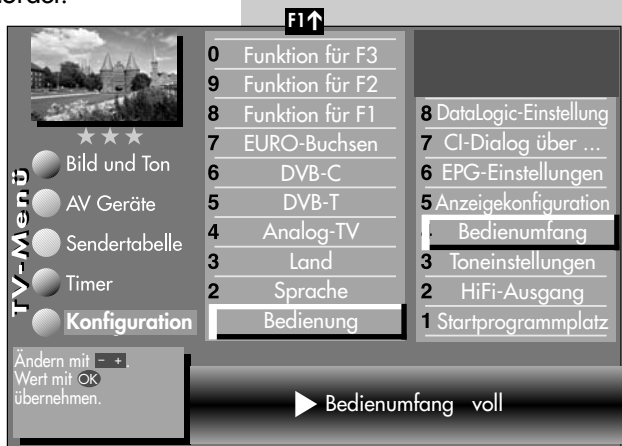 F1↑
TV-Menü
Bild und Ton
AV Geräte
Sendertabelle
Timer
Konfiguration
0 Funktion für F3
9 Funktion für F2
8 Funktion für F1
7 EURO-Buchsen
6 DVB-C
5 DVB-T
4 Analog-TV
3 Land
2 Sprache
Bedienung
8 DataLogic-Einstellung
7 CI-Dialog über ...
6 EPG-Einstellungen
5 Anzeigekonfiguration
Bedienumfang
3 Toneinstellungen
2 HiFi-Ausgang
1 Startprogrammplatz
Ändern mit - + .
Wert mit OK
übernehmen.
Bedienumfang voll